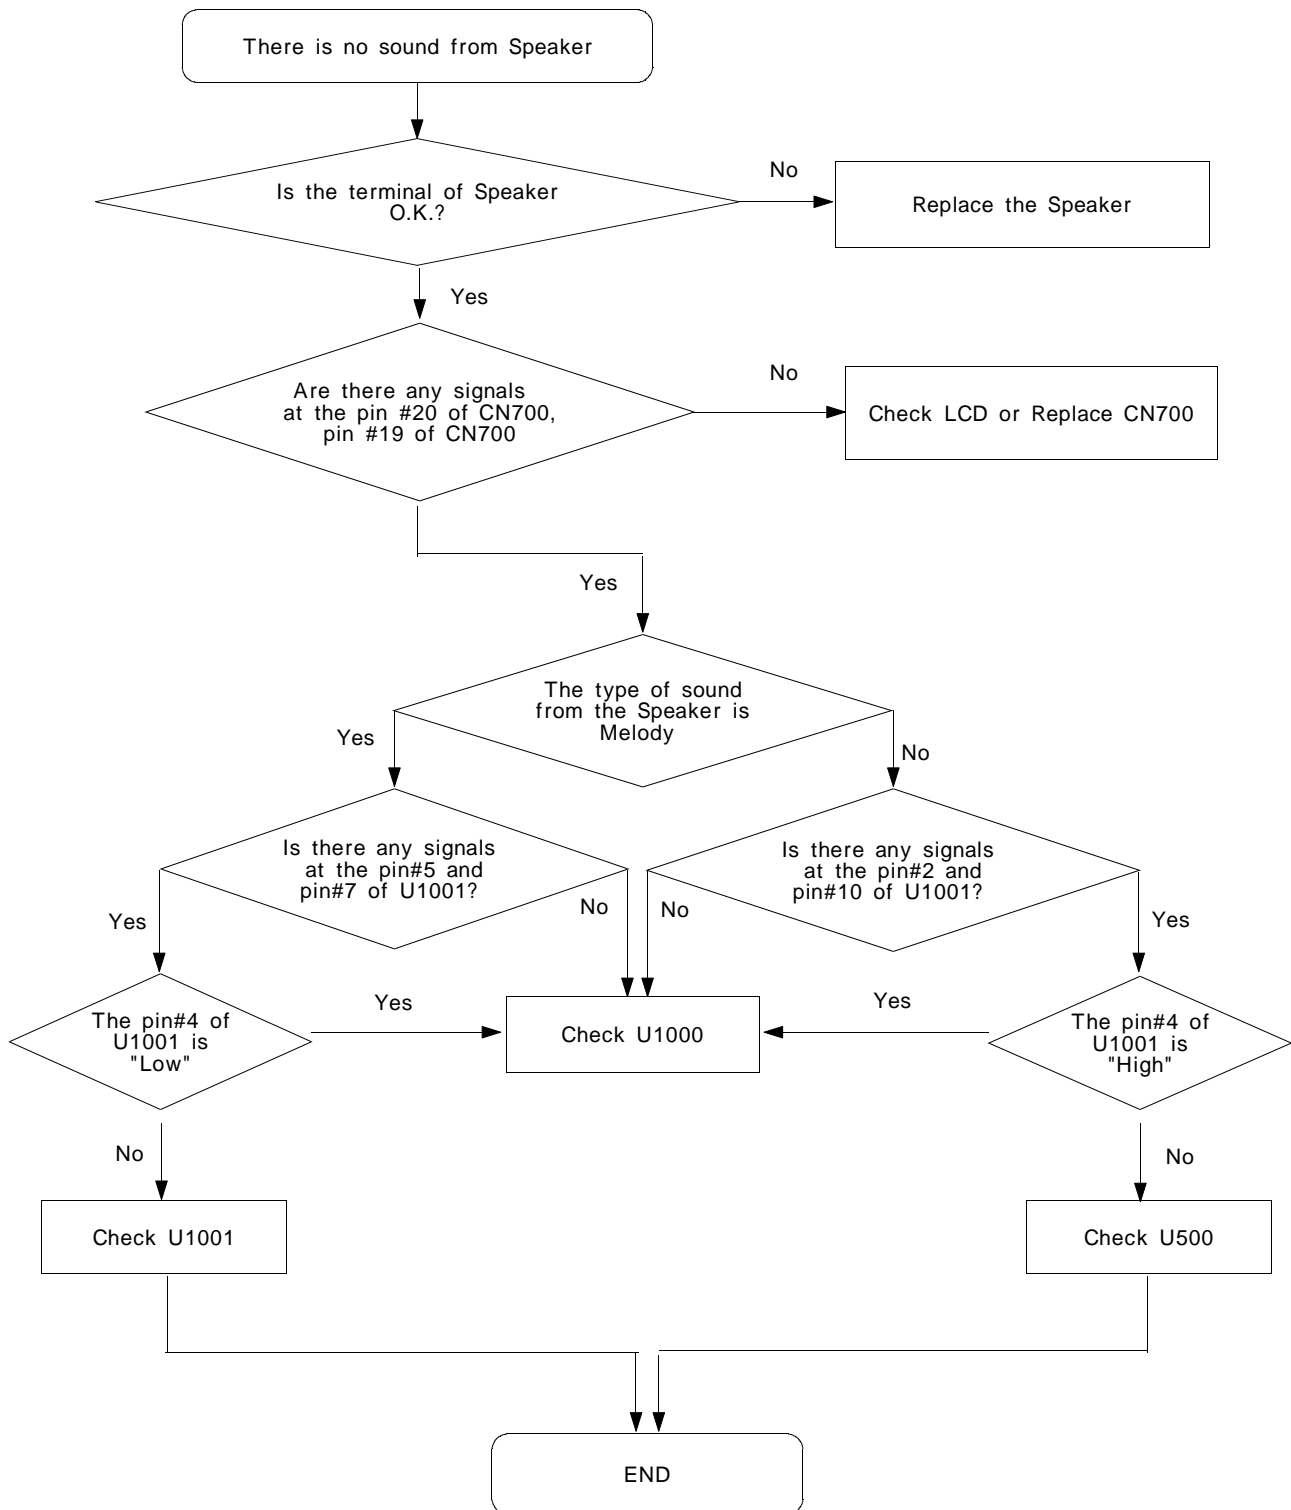 There is no sound from Speaker
Is the terminal of Speaker
O.K.?
No
Replace the Speaker
Yes
Are there any signals
at the pin #20 of CN700,
pin #19 of CN700
No
Check LCD or Replace CN700
Yes
The type of sound
from the Speaker is
Melody
Yes
No
Is there any signals
at the pin#5 and
pin#7 of U1001?
Is there any signals
at the pin#2 and
pin#10 of U1001?
Yes
No
No
Yes
The pin#4 of
U1001 is
"Low"
Yes
Check U1000
Yes
The pin#4 of
U1001 is
"High"
No
No
Check U1001
Check U500
END